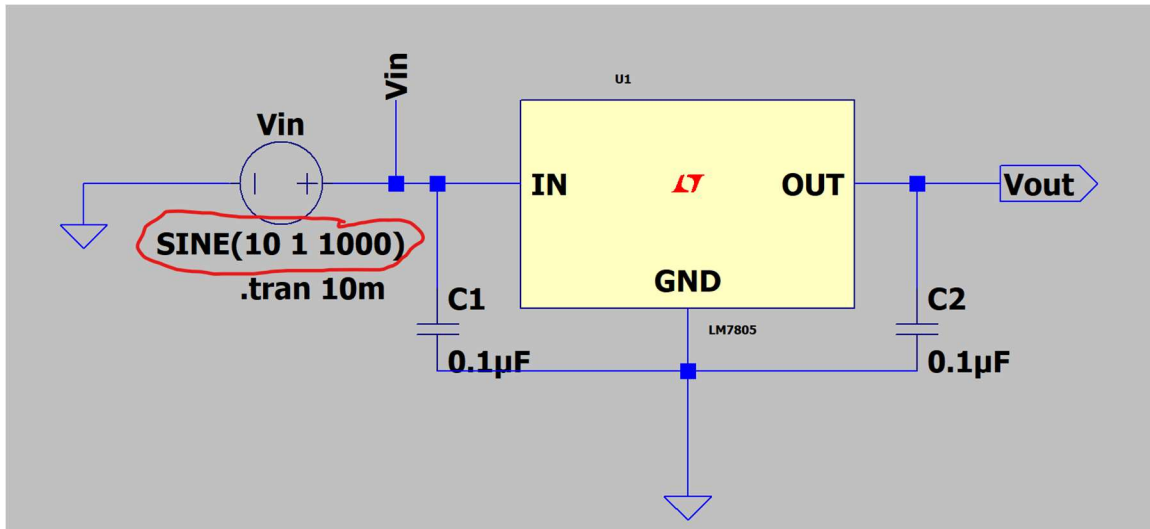 Vin
Vin
U1
IN
OUT
Vout
SINE(10 1 1000)
.tran 10m
GND
C1
C2
LM7805
0.1µF
0.1µF